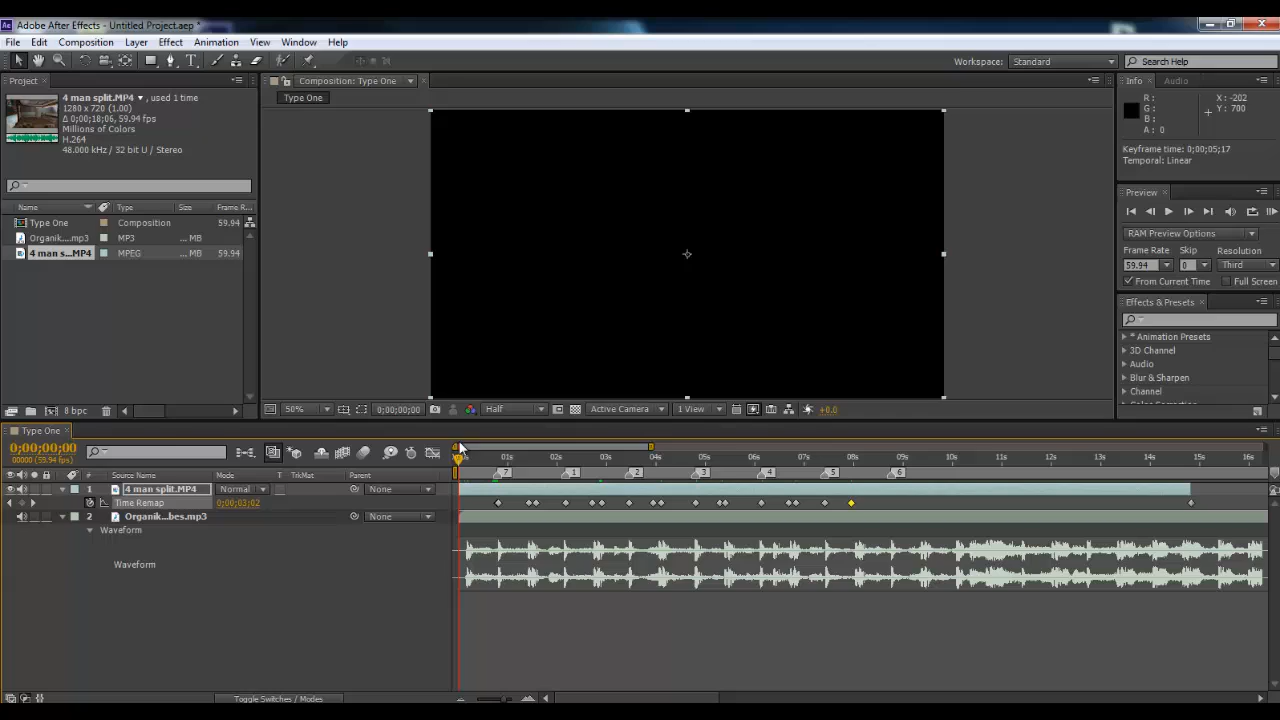 Ae Adobe After Effects - Untitled Project.aep *
File Edit Composition Layer Effect Animation View Window Help
T Workspace: Standard Search Help
Project
4 man split.MP4 , used 1 time
1280 x 720 (1.00)
Δ 0;00;18;06, 59.94 fps
Millions of Colors
H.264
48.000 kHz / 32 bit U / Stereo
Name Type Size Frame R...
Type One Composition 59.94
Organik....mp3 MP3 ... MB
4 man s...MP4 MPEG ... MB 59.94
8 bpc
Composition: Type One
Type One
50% 0;00;00;00 Half Active Camera 1 View +0.0
Info Audio
R : X : -202
G : Y : 700
B :
A : 0
Keyframe time: 0;00;05;17
Temporal: Linear
Preview
RAM Preview Options
Frame Rate Skip Resolution
59.94 0 Third
From Current Time Full Screen
Effects & Presets
* Animation Presets
3D Channel
Audio
Blur & Sharpen
Channel
Type One
0;00;00;00
00000 (59.94 fps)
01s 02s 03s 04s 05s 06s 07s 08s 09s 10s 11s 12s 13s 14s 15s 16s
# Source Name Mode T TrkMat Parent
7 1 2 3 4 5 6
1 4 man split.MP4 Normal None
Time Remap 0;00;03;02
2 Organik...bes.mp3 None
Waveform
Waveform
Toggle Switches / Modes